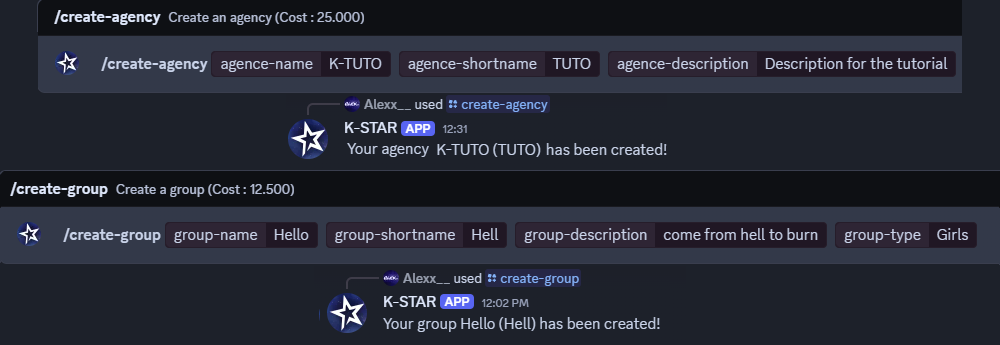 /create-agency Create an agency (Cost : 25.000)
/create-agency agence-name K-TUTO agence-shortname TUTO agence-description Description for the tutorial
Alexx__ used create-agency
K-STAR APP 12:31
Your agency K-TUTO (TUTO) has been created!
/create-group Create a group (Cost : 12.500)
/create-group group-name Hello group-shortname Hell group-description come from hell to burn group-type Girls
Alexx__ used create-group
K-STAR APP 12:02 PM
Your group Hello (Hell) has been created!